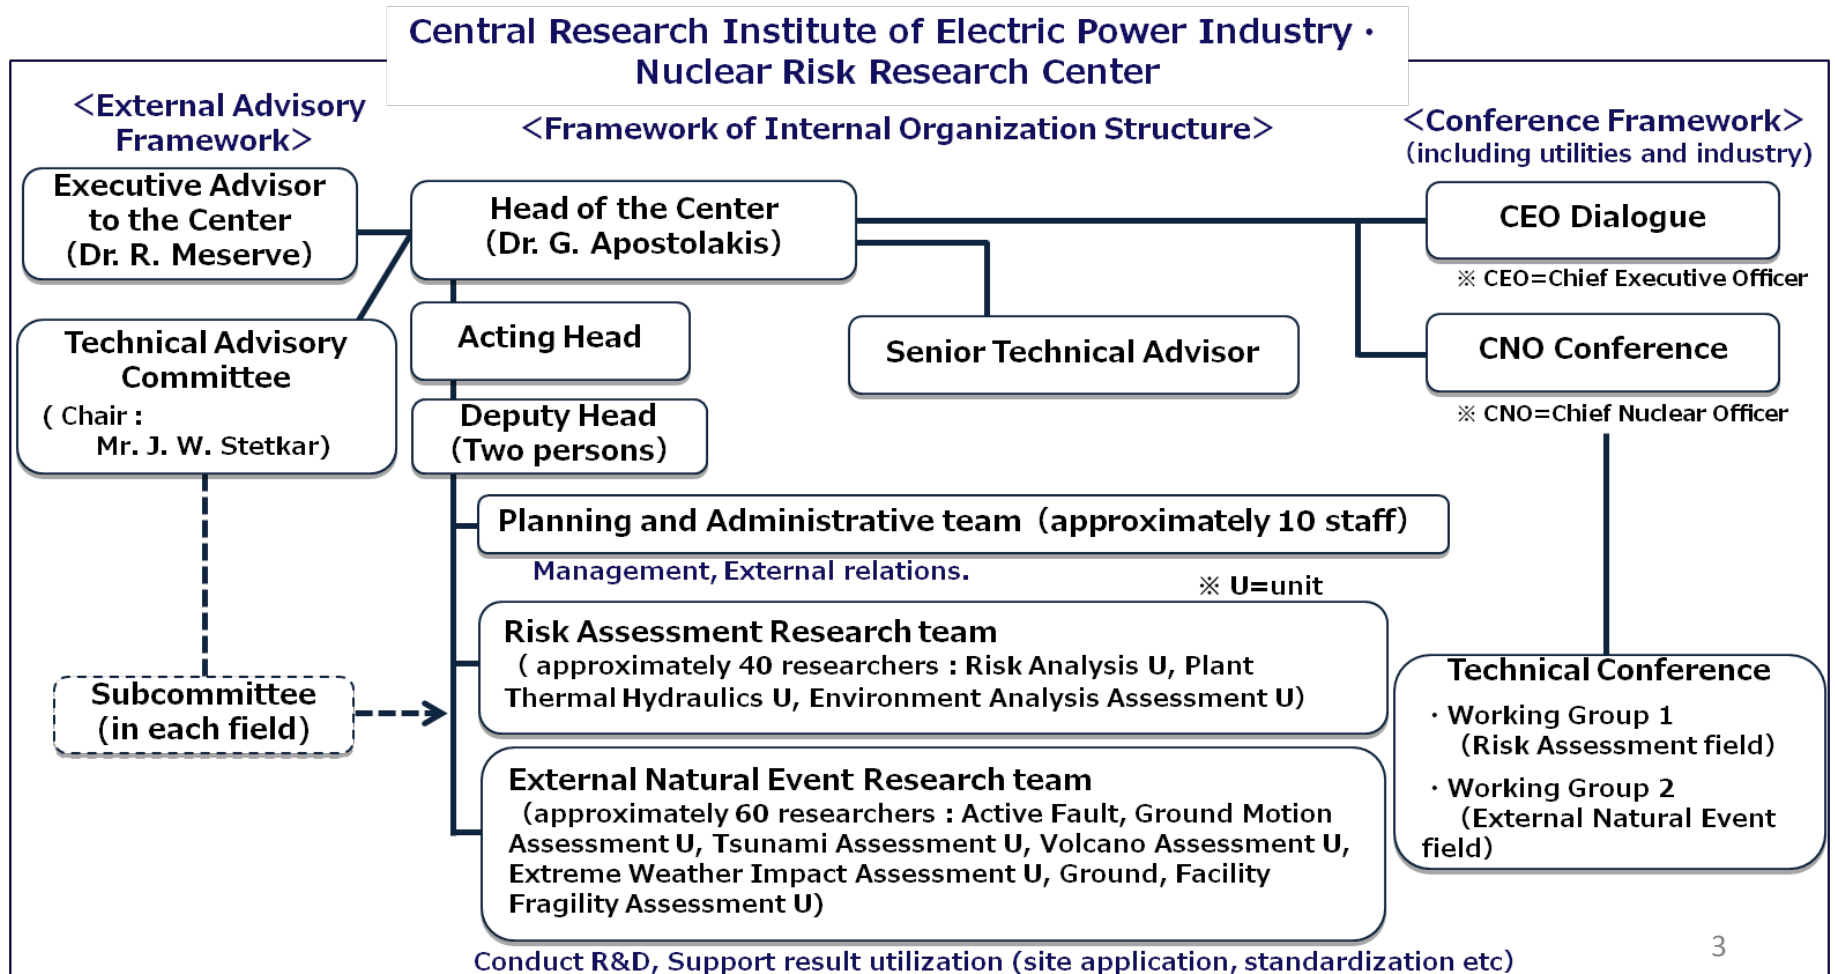 Central Research Institute of Electric Power Industry・
Nuclear Risk Research Center
<External Advisory
Framework>
<Framework of Internal Organization Structure>
<Conference Framework>
(including utilities and industry)
Executive Advisor
to the Center
(Dr. R. Meserve)
Head of the Center
(Dr. G. Apostolakis)
CEO Dialogue
※ CEO=Chief Executive Officer
Technical Advisory
Committee
( Chair :
Mr. J. W. Stetkar)
Acting Head
Senior Technical Advisor
CNO Conference
※ CNO=Chief Nuclear Officer
Deputy Head
(Two persons)
Planning and Administrative team (approximately 10 staff)
Management, External relations.
※ U=unit
Risk Assessment Research team
( approximately 40 researchers : Risk Analysis U, Plant
Thermal Hydraulics U, Environment Analysis Assessment U)
Subcommittee
(in each field)
External Natural Event Research team
(approximately 60 researchers : Active Fault, Ground Motion
Assessment U, Tsunami Assessment U, Volcano Assessment U,
Extreme Weather Impact Assessment U, Ground, Facility
Fragility Assessment U)
Technical Conference
・Working Group 1
(Risk Assessment field)
・Working Group 2
(External Natural Event
field)
Conduct R&D, Support result utilization (site application, standardization etc)
3